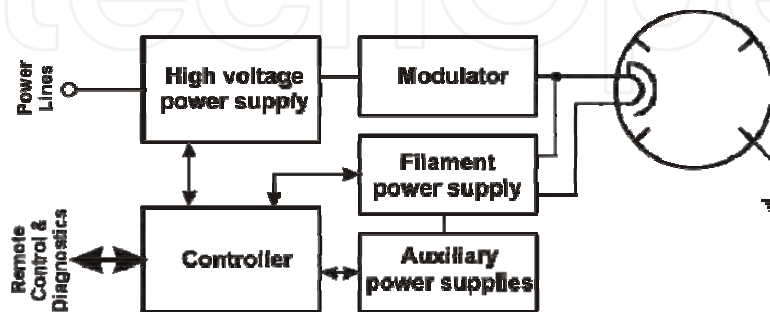 Power
Lines
High voltage
power supply
Modulator
Filament
power supply
Remote
Control &
Diagnostics
Controller
Auxiliary
power supplies